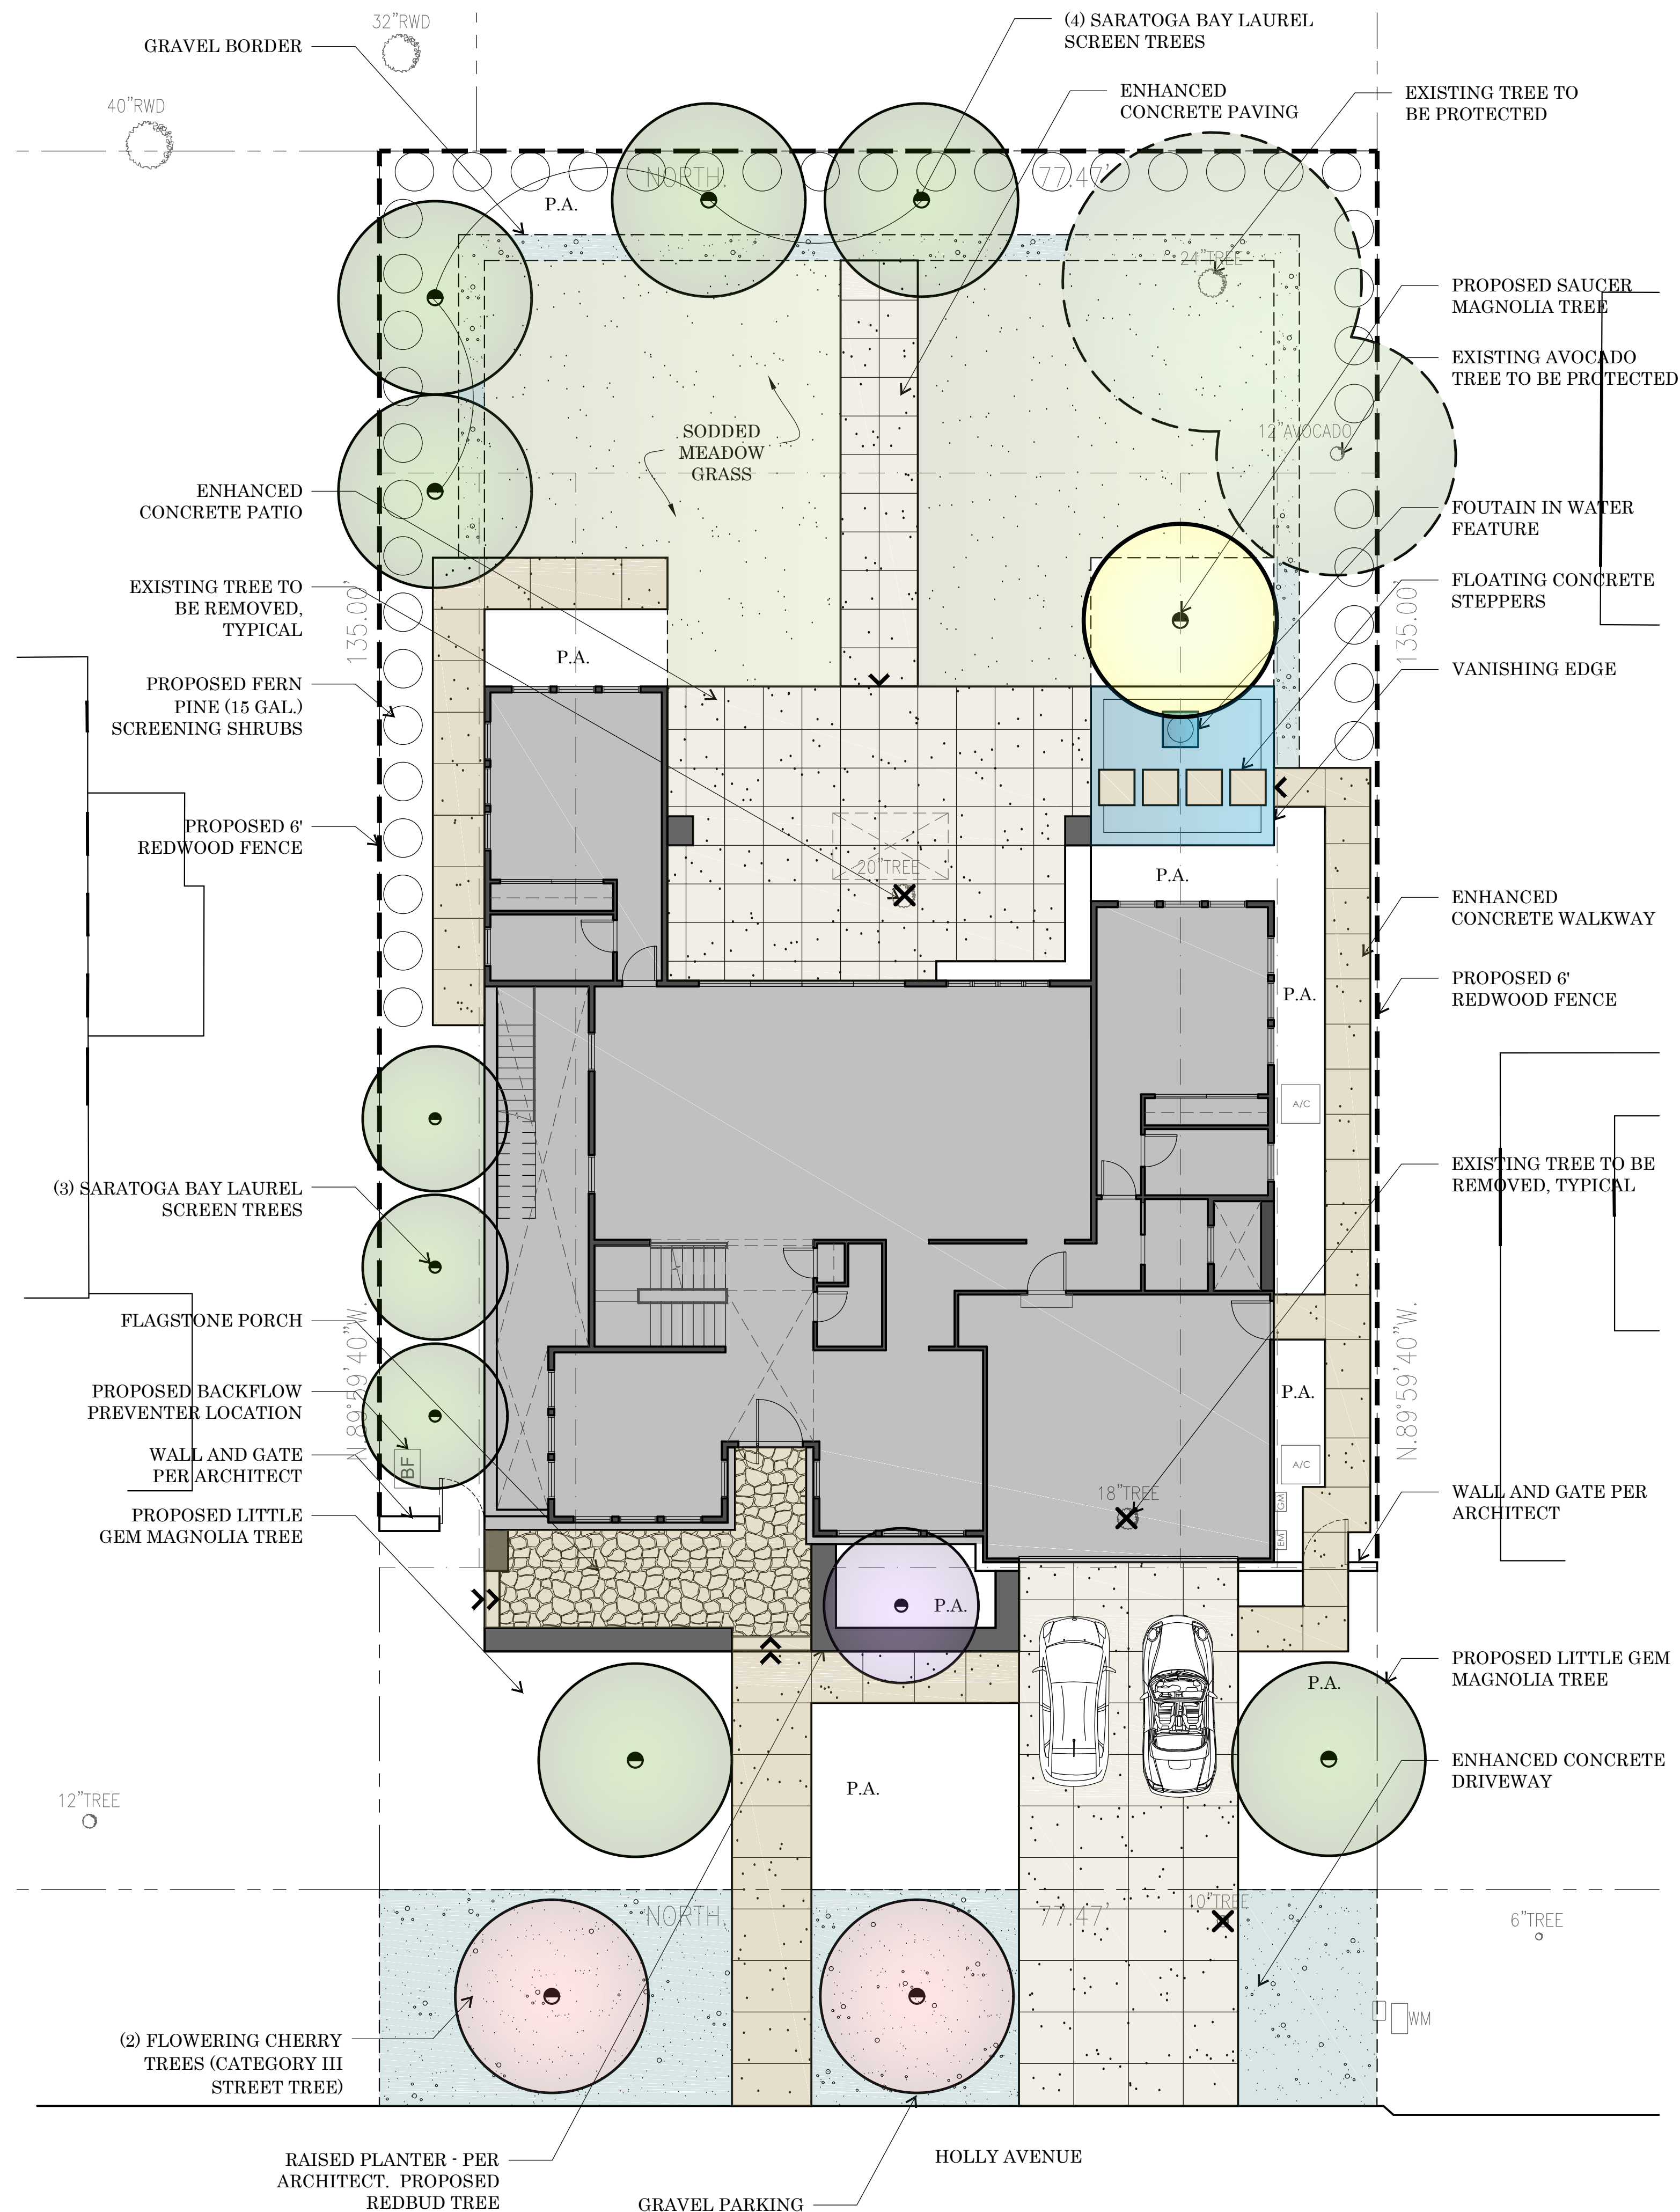 32"RWD
GRAVEL BORDER
40"RWD
(4) SARATOGA BAY LAUREL
SCREEN TREES
ENHANCED
CONCRETE PAVING
EXISTING TREE TO
BE PROTECTED
NORTH.
77.47'
P.A.
24"TREE
PROPOSED SAUCER
MAGNOLIA TREE
EXISTING AVOCADO
TREE TO BE PROTECTED
12"AVOCADO
SODDED
MEADOW
GRASS
ENHANCED
CONCRETE PATIO
FOUTAIN IN WATER
FEATURE
EXISTING TREE TO
BE REMOVED,
TYPICAL
FLOATING CONCRETE
STEPPERS
135.00'
135.00'
P.A.
VANISHING EDGE
PROPOSED FERN
PINE (15 GAL.)
SCREENING SHRUBS
PROPOSED 6'
REDWOOD FENCE
20"TREE
P.A.
ENHANCED
CONCRETE WALKWAY
P.A.
PROPOSED 6'
REDWOOD FENCE
A/C
(3) SARATOGA BAY LAUREL
SCREEN TREES
EXISTING TREE TO BE
REMOVED, TYPICAL
FLAGSTONE PORCH
N.89°59'40"W.
N.89°59'40"W.
PROPOSED BACKFLOW
PREVENTER LOCATION
P.A.
WALL AND GATE
PER ARCHITECT
BF
A/C
18"TREE
GM
EM
WALL AND GATE PER
ARCHITECT
PROPOSED LITTLE
GEM MAGNOLIA TREE
P.A.
PROPOSED LITTLE GEM
MAGNOLIA TREE
P.A.
P.A.
ENHANCED CONCRETE
DRIVEWAY
12"TREE
NORTH.
77.47'
10"TREE
6"TREE
WM
(2) FLOWERING CHERRY
TREES (CATEGORY III
STREET TREE)
RAISED PLANTER - PER
ARCHITECT. PROPOSED
REDBUD TREE
HOLLY AVENUE
GRAVEL PARKING